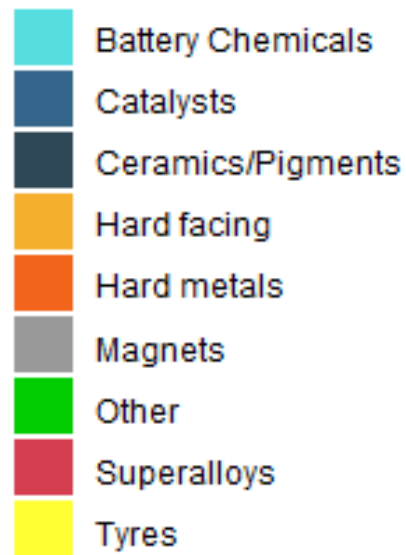 Battery Chemicals
Catalysts
Ceramics/Pigments
Hard facing
Hard metals
Magnets
Other
Superalloys
Tyres